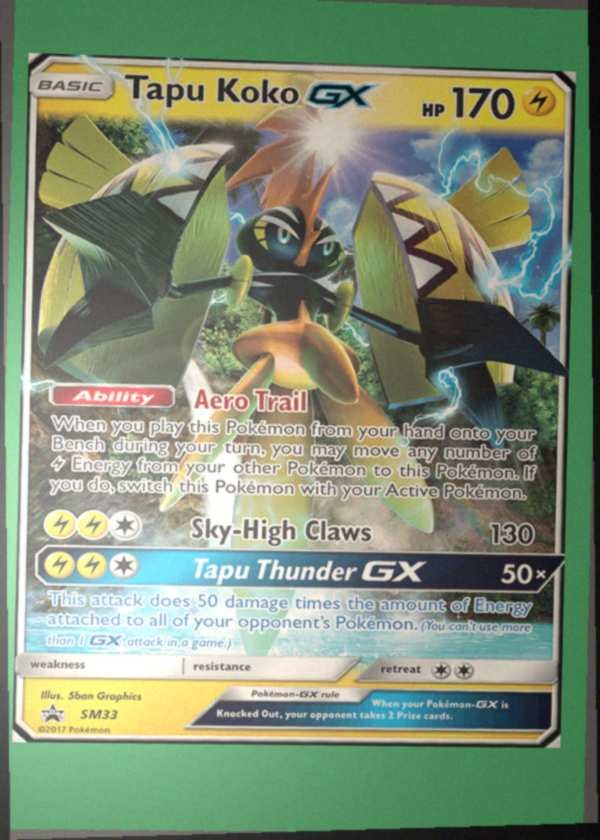 BASIC Tapu Koko GX HP 170
Ability Aero Trail
When you play this Pokémon from your hand onto your
Bench during your turn, you may move any number of
Energy from your other Pokémon to this Pokémon. If
you do, switch this Pokémon with your Active Pokémon.
Sky-High Claws 130
Tapu Thunder GX 50×
This attack does 50 damage times the amount of Energy
attached to all of your opponent's Pokémon. (You can't use more
than 1 GX attack in a game.)
weakness resistance retreat
Illus. 5ban Graphics
SM33
©2017 Pokémon
Pokémon-GX rule
When your Pokémon-GX is
Knocked Out, your opponent takes 2 Prize cards.